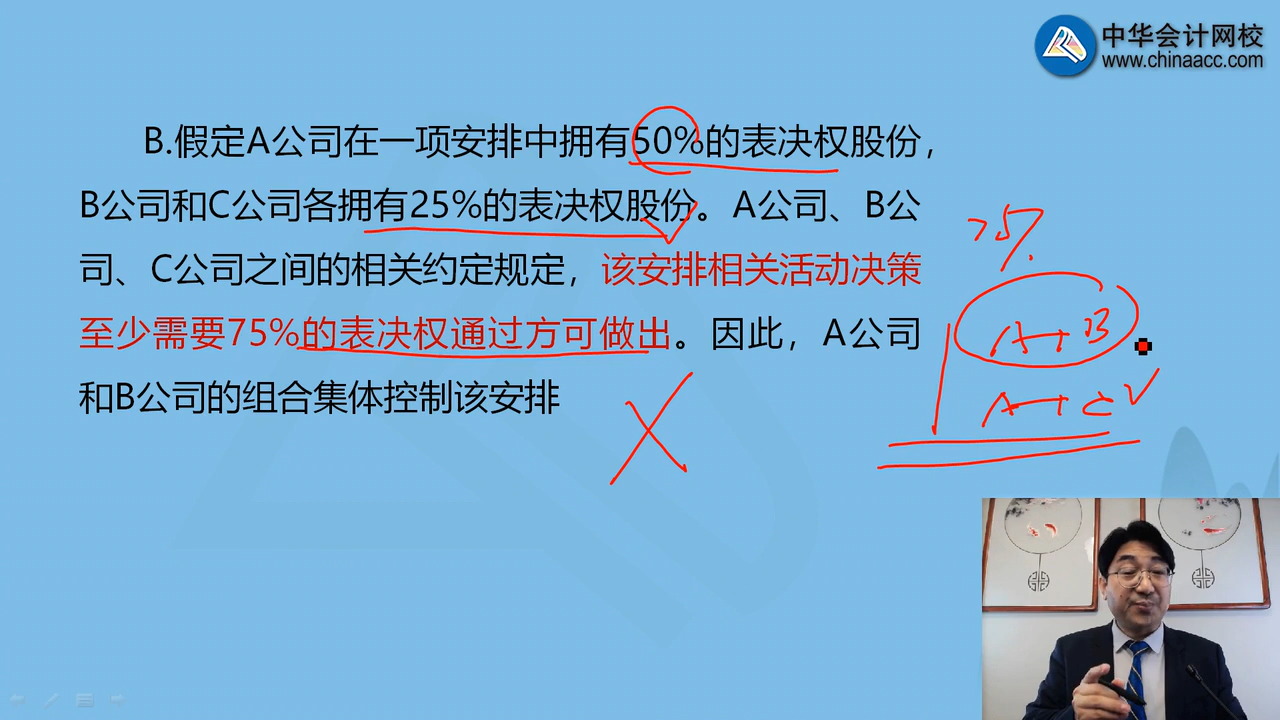 中华会计网校
www.chinaacc.com
B.假定A公司在一项安排中拥有50%的表决权股份，
B公司和C公司各拥有25%的表决权股份。A公司、B公
司、C公司之间的相关约定规定，该安排相关活动决策
至少需要75%的表决权通过方可做出。因此，A公司
和B公司的组合集体控制该安排
75%
A+B
A+C